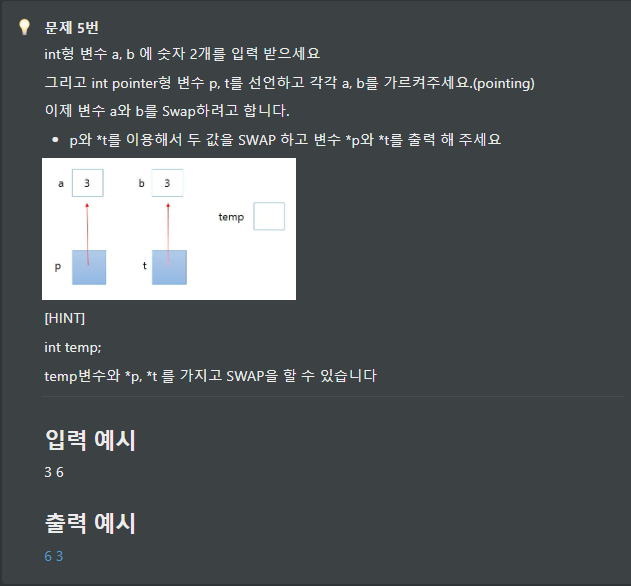 문제 5번
int형 변수 a, b 에 숫자 2개를 입력 받으세요
그리고 int pointer형 변수 p, t를 선언하고 각각 a, b를 가르켜주세요.(pointing)
이제 변수 a와 b를 Swap하려고 합니다.
• p와 *t를 이용해서 두 값을 SWAP 하고 변수 *p와 *t를 출력 해 주세요
a 3 b 3
temp
p t
[HINT]
int temp;
temp변수와 *p, *t 를 가지고 SWAP을 할 수 있습니다
입력 예시
3 6
출력 예시
6 3